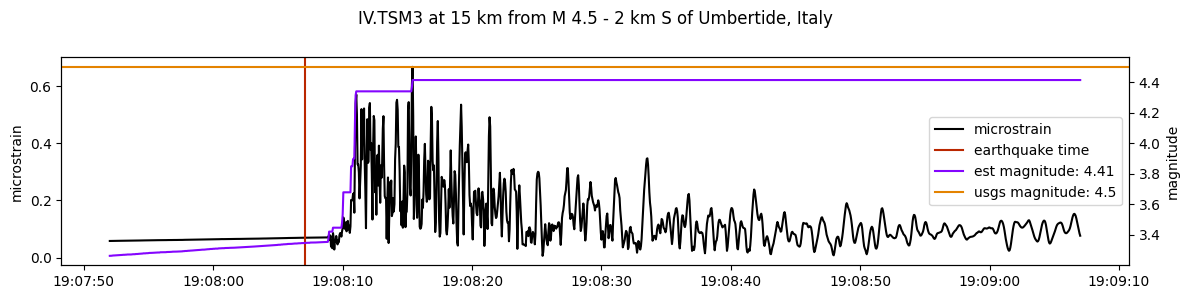 IV.TSM3 at 15 km from M 4.5 - 2 km S of Umbertide, Italy
microstrain
0.6
0.4
0.2
0.0
4.4
4.2
4.0
3.8
3.6
3.4
magnitude
microstrain
earthquake time
est magnitude: 4.41
usgs magnitude: 4.5
19:07:50
19:08:00
19:08:10
19:08:20
19:08:30
19:08:40
19:08:50
19:09:00
19:09:10